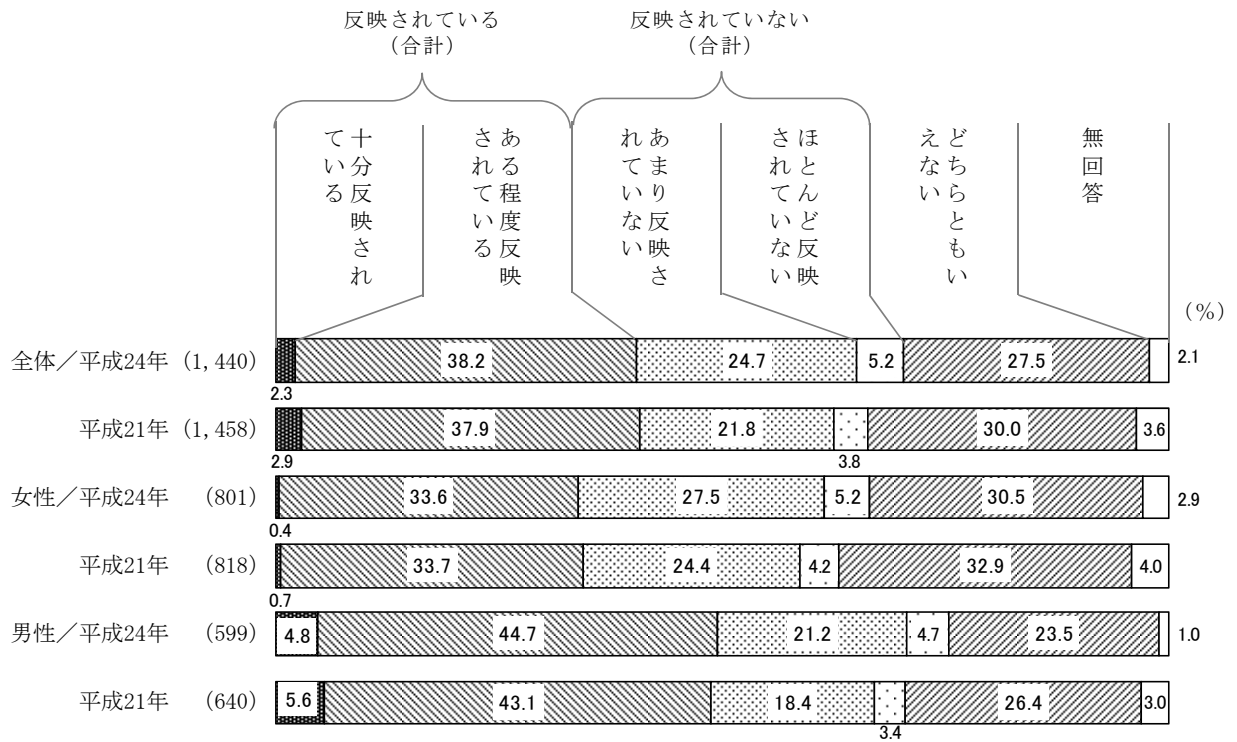 反映されている
（合計）
反映されていない
（合計）
十分反映され
ている
ある程度反映
されている
あまり反映さ
れていない
ほとんど反映
されていない
どちらともい
えない
無回答
（%）
全体／平成24年（1,440）
38.2
24.7
5.2
27.5
2.1
2.3
平成21年（1,458）
37.9
21.8
30.0
3.6
2.9
3.8
女性／平成24年　（801）
33.6
27.5
5.2
30.5
2.9
0.4
平成21年　（818）
33.7
24.4
4.2
32.9
4.0
0.7
男性／平成24年　（599）
4.8
44.7
21.2
4.7
23.5
1.0
平成21年　（640）
5.6
43.1
18.4
26.4
3.0
3.4